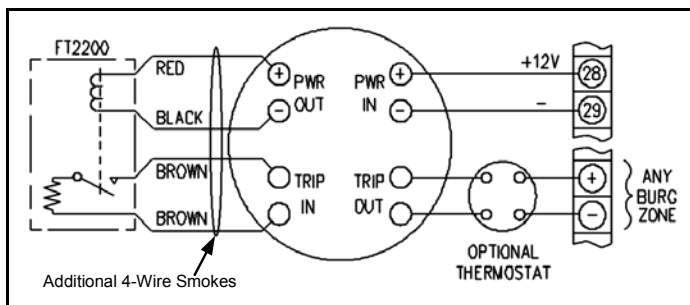 FT2200
RED
BLACK
BROWN
BROWN
+ PWR
- OUT
TRIP
IN
PWR +
IN -
TRIP
OUT
+12V
-
28
29
+
-
ANY
BURG
ZONE
OPTIONAL
THERMOSTAT
Additional 4-Wire Smokes